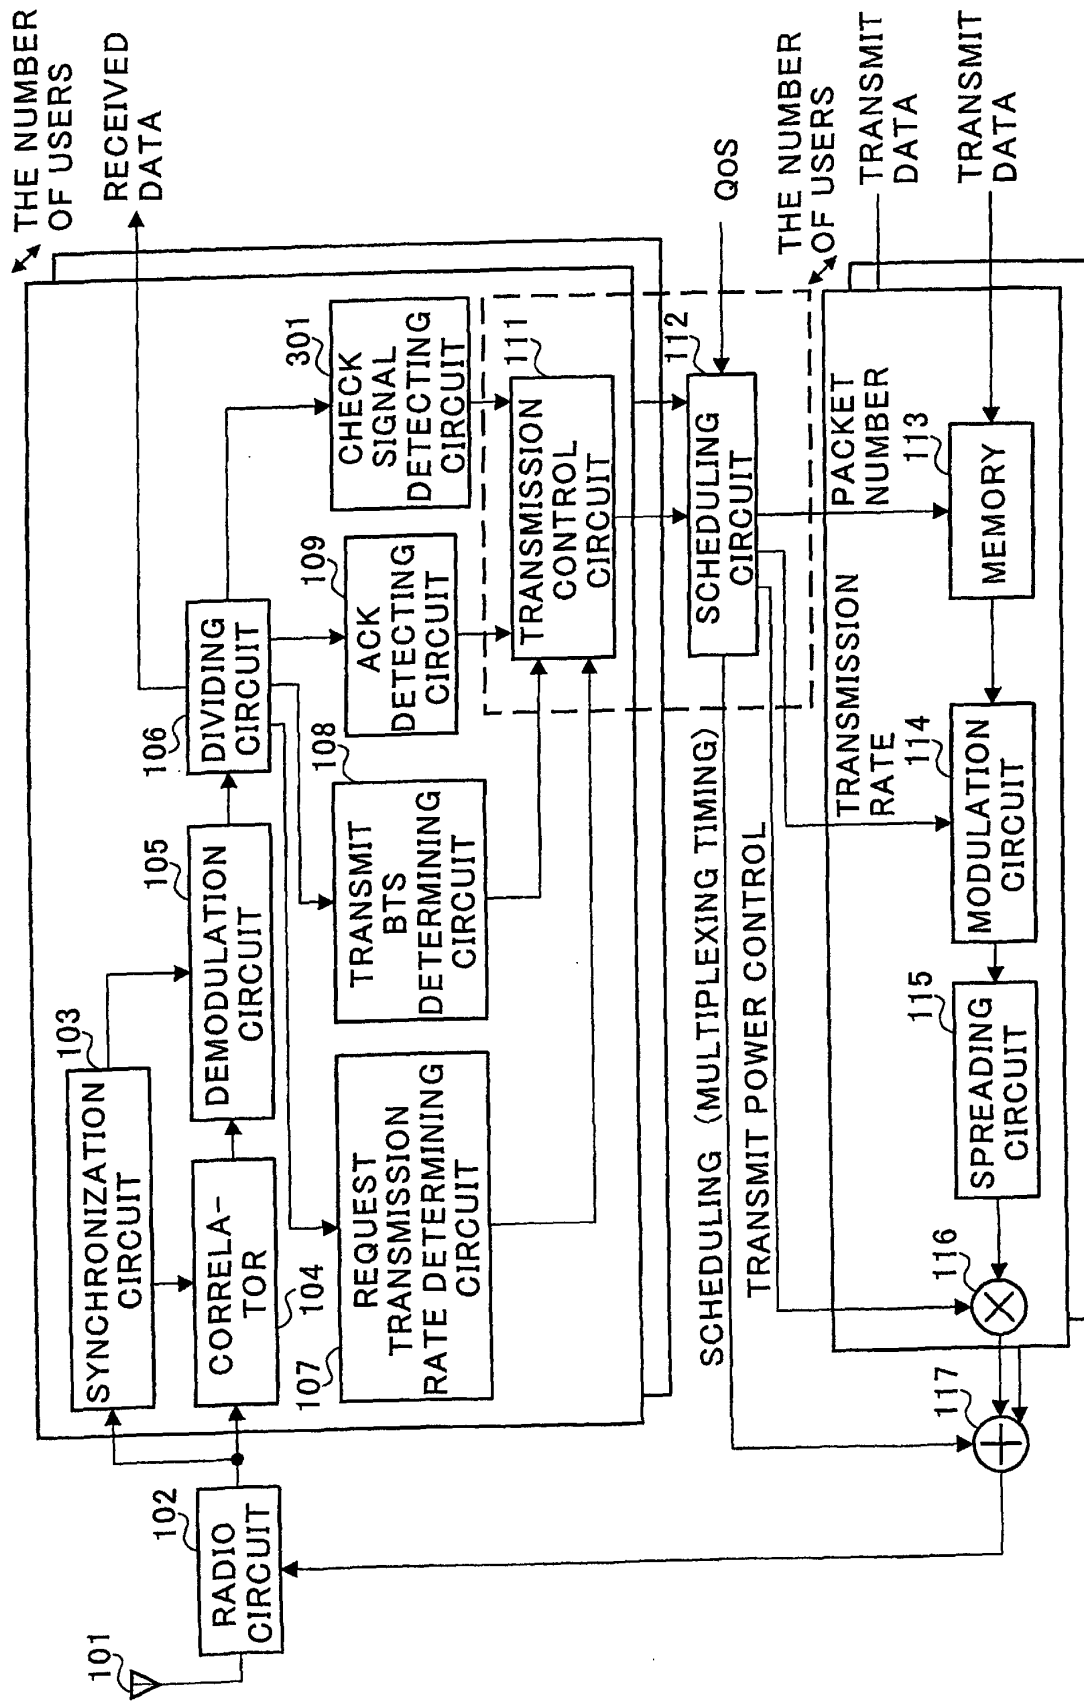 THE NUMBER
OF USERS
RECEIVED
DATA
101
102
RADIO
CIRCUIT
103
SYNCHRONIZATION
CIRCUIT
CORRELA-
TOR
104
105
DEMODULATION
CIRCUIT
106
DIVIDING
CIRCUIT
107
REQUEST
TRANSMISSION
RATE DETERMINING
CIRCUIT
108
TRANSMIT
BTS
DETERMINING
CIRCUIT
109
ACK
DETECTING
CIRCUIT
301
CHECK
SIGNAL
DETECTING
CIRCUIT
111
TRANSMISSION
CONTROL
CIRCUIT
112
SCHEDULING
CIRCUIT
QOS
SCHEDULING (MULTIPLEXING TIMING)
TRANSMIT POWER CONTROL
TRANSMISSION
RATE
PACKET
NUMBER
THE NUMBER
OF USERS
TRANSMIT
DATA
TRANSMIT
DATA
113
MEMORY
114
MODULATION
CIRCUIT
115
SPREADING
CIRCUIT
116
117